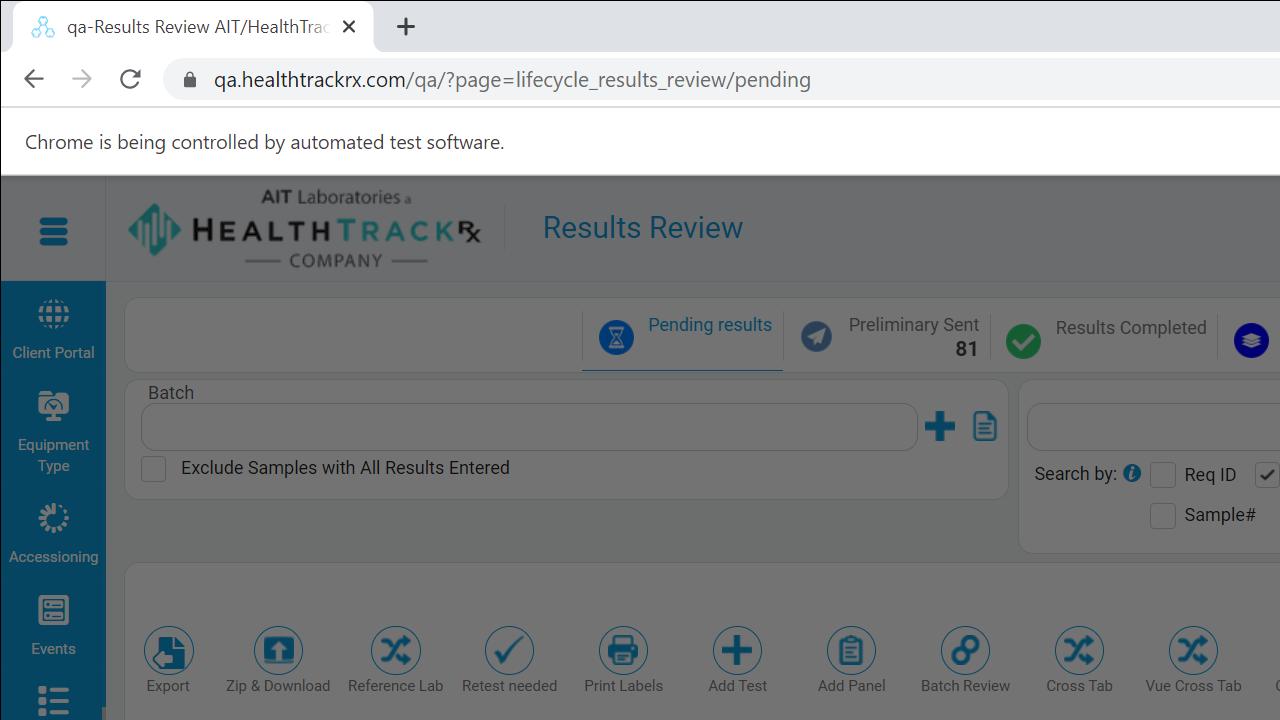 qa-Results Review AIT/HealthTrac
qa.healthtrackrx.com/qa/?page=lifecycle_results_review/pending
Chrome is being controlled by automated test software.
AIT Laboratories a
HEALTHTRACKRx
COMPANY
Results Review
Client Portal
Equipment
Type
Accessioning
Events
Pending results
Preliminary Sent
81
Results Completed
Batch
Exclude Samples with All Results Entered
Search by:
Req ID
Sample#
Export
Zip & Download
Reference Lab
Retest needed
Print Labels
Add Test
Add Panel
Batch Review
Cross Tab
Vue Cross Tab